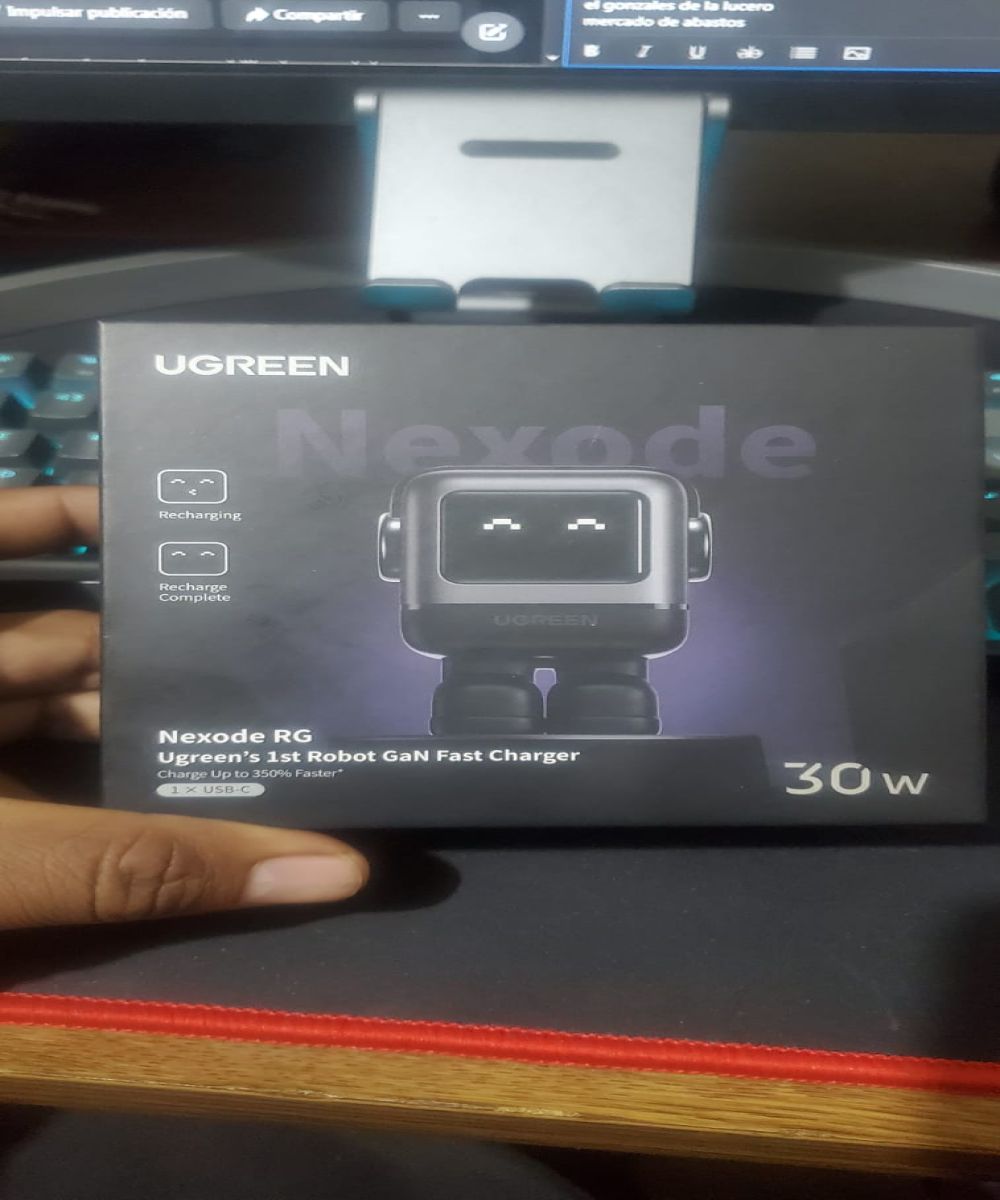 Impulsar publicación
Compartir
el gonzales de la lucero
mercado de abastos
B I U ab
UGREEN
Nexode
Recharging
Recharge
Complete
UGREEN
Nexode RG
Ugreen's 1st Robot GaN Fast Charger
Charge Up to 350% Faster*
1 × USB-C
30W